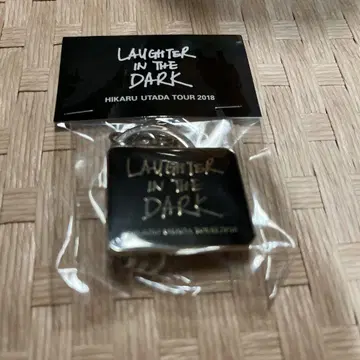 LAUGHTER
IN THE
DARK
HIKARU UTADA TOUR 2018
LAUGHTER
IN THE
DARK